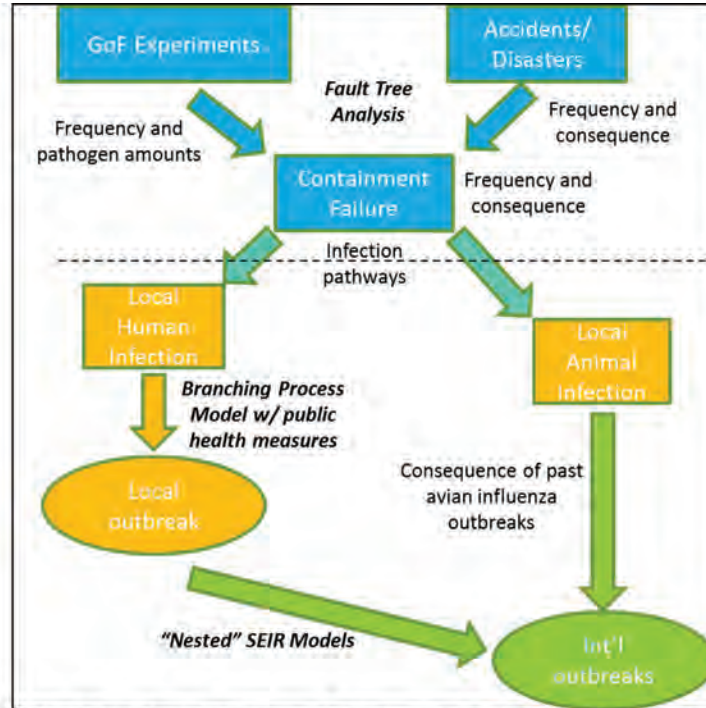 GoF Experiments
Accidents/
Disasters
Fault Tree
Analysis
Frequency and
pathogen amounts
Frequency and
consequence
Containment
Failure
Frequency and
consequence
Infection
pathways
Local
Human
Infection
Local
Animal
Infection
Branching Process
Model w/ public
health measures
Consequence of past
avian influenza
outbreaks
Local
outbreak
"Nested" SEIR Models
Int'l
outbreaks